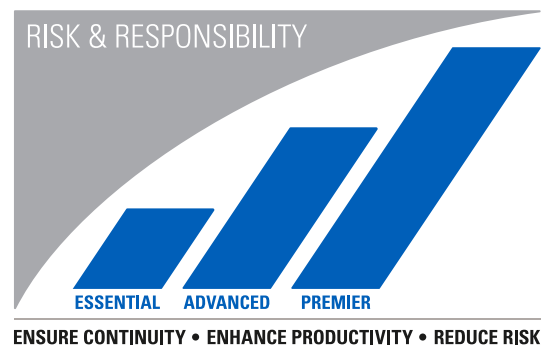 RISK & RESPONSIBILITY
ESSENTIAL ADVANCED PREMIER
ENSURE CONTINUITY • ENHANCE PRODUCTIVITY • REDUCE RISK